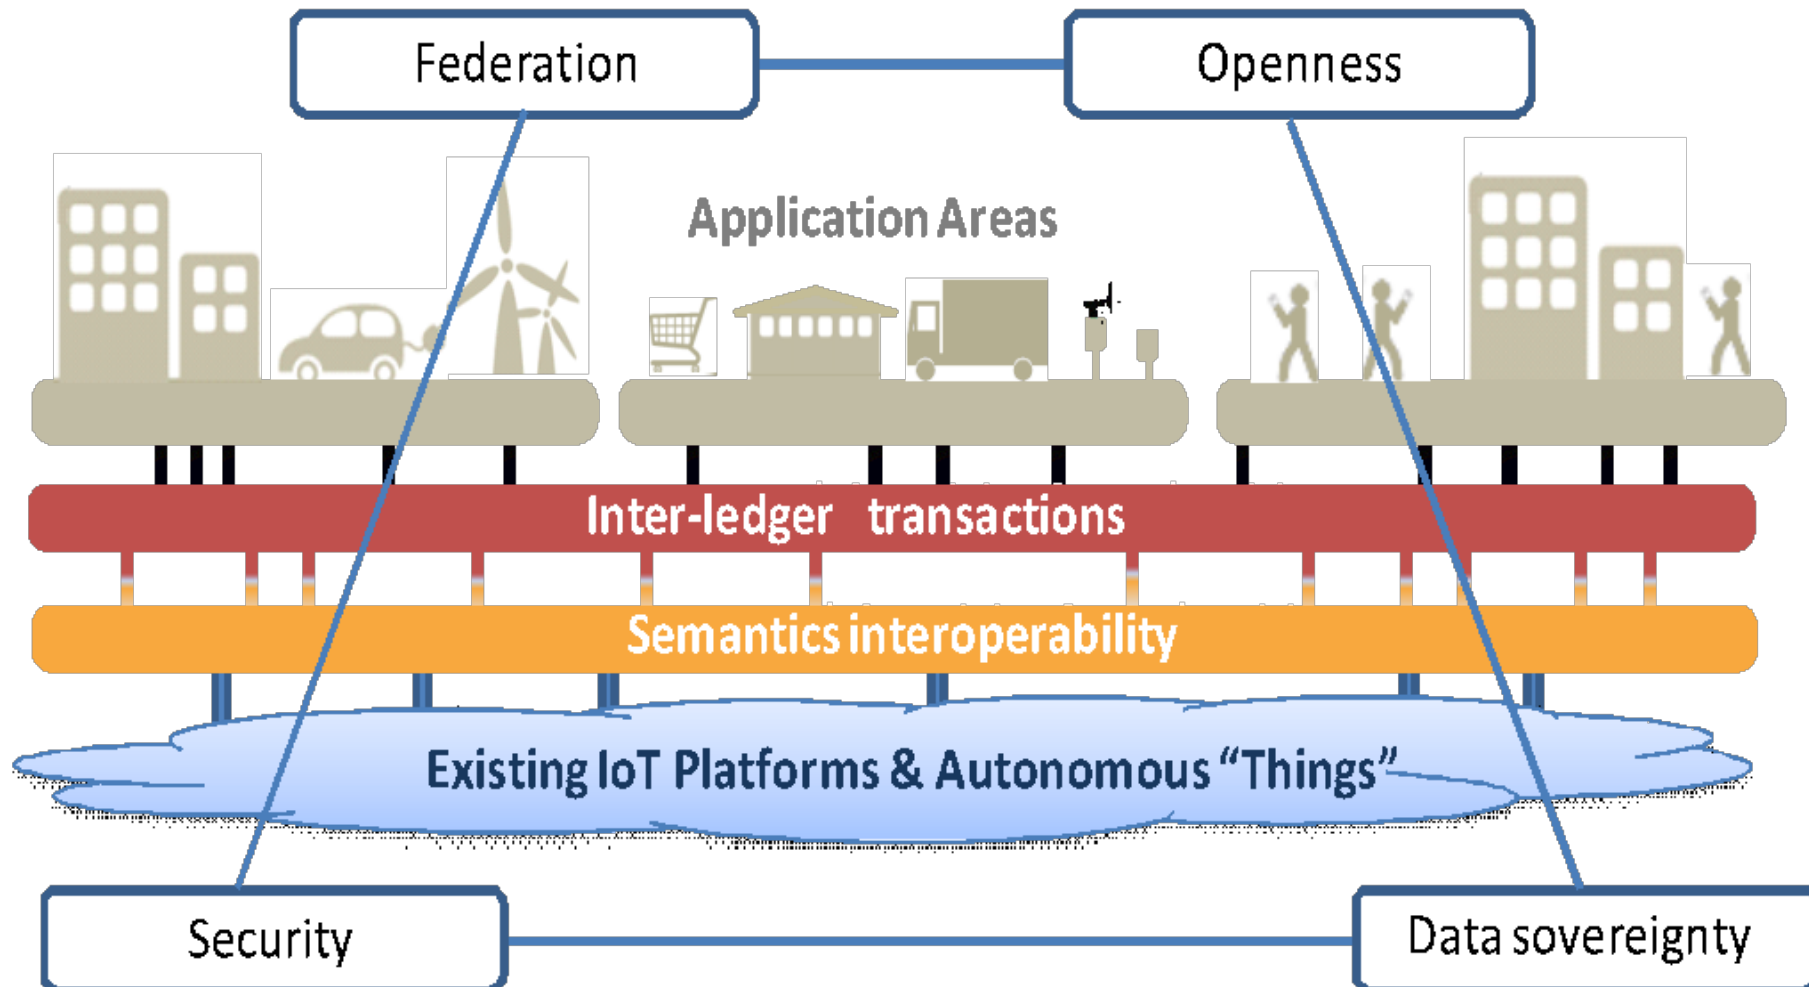 Federation
Openness
Application Areas
Inter-ledger transactions
Semantics interoperability
Existing IoT Platforms & Autonomous “Things”
Security
Data sovereignty